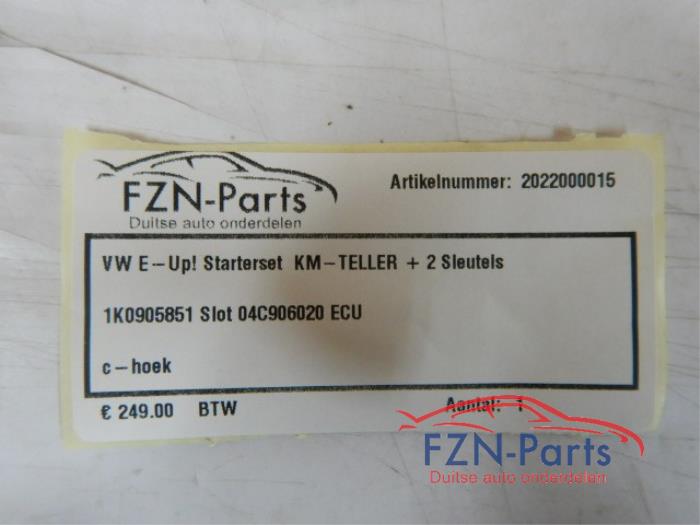 FZN-Parts
Duitse auto onderdelen
Artikelnummer: 2022000015
VW E-Up! Starterset KM-TELLER + 2 Sleutels
1K0905851 Slot 04C906020 ECU
c-hoek
€ 249.00 BTW
Aantal: 1
FZN-Parts
Duitse auto onderdelen